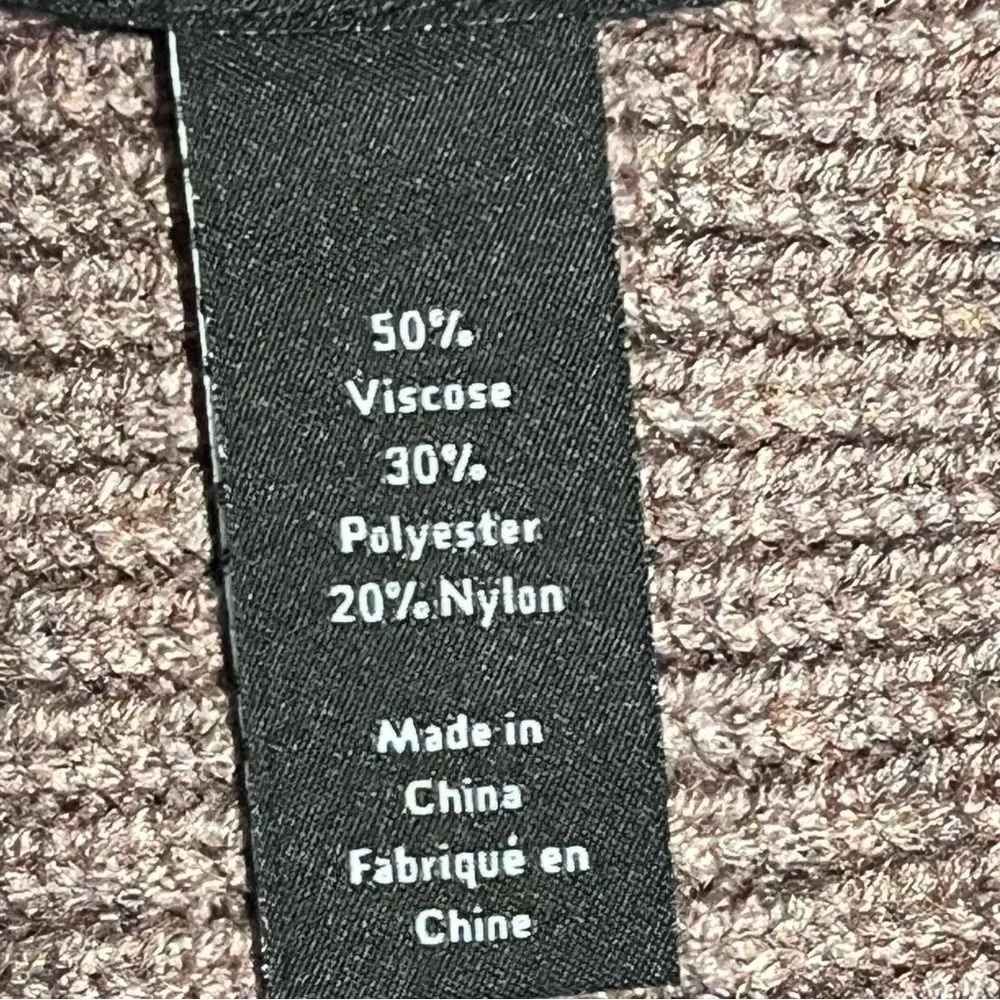 50%
Viscose
30%
Polyester
20% Nylon
Made in
China
Fabriqué en
Chine